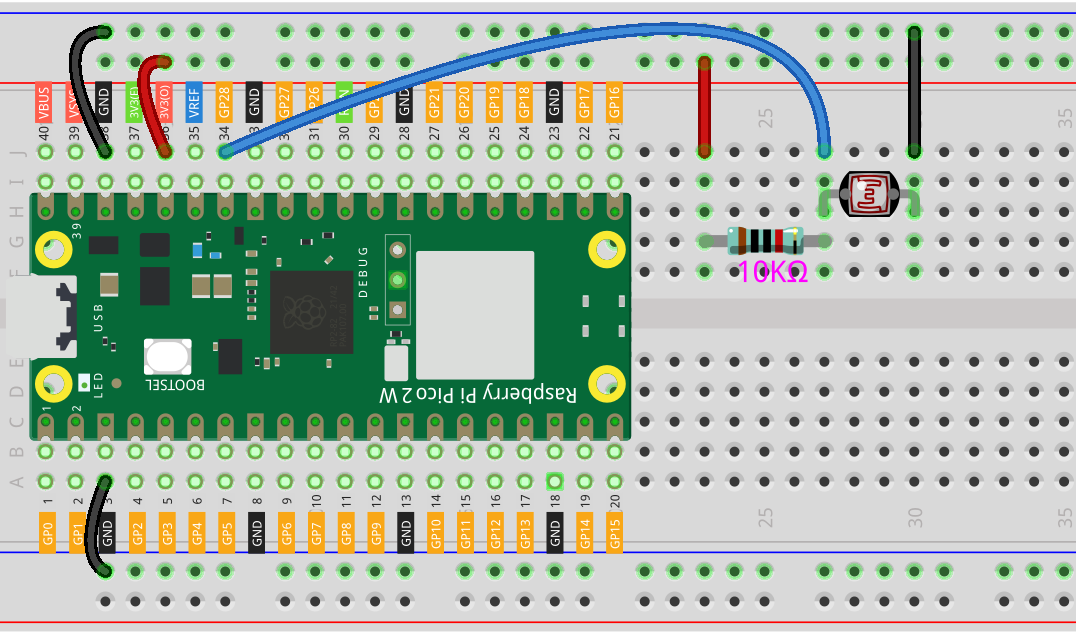 VBUS VSYS GND 3V3(E) 3V3(O) VREF GP28 GND GP27 GP26 RUN GP2 GND GP21 GP20 GP19 GP18 GND GP17 GP16
40 39 38 37 36 35 34 33 32 31 30 29 28 27 26 25 24 23 22 21
25 35
J
I
H
G
F
39
DEBUG
10KΩ
USB
E
D
C
B
A
LED
BOOTSEL
Raspberry Pi Pico 2 W
1 2
1 2 3 4 5 6 7 8 9 10 11 12 13 14 15 16 17 18 19 20
25 30 35
GP0 GP1 GND GP2 GP3 GP4 GP5 GND GP6 GP7 GP8 GP9 GND GP10 GP11 GP12 GP13 GND GP14 GP15